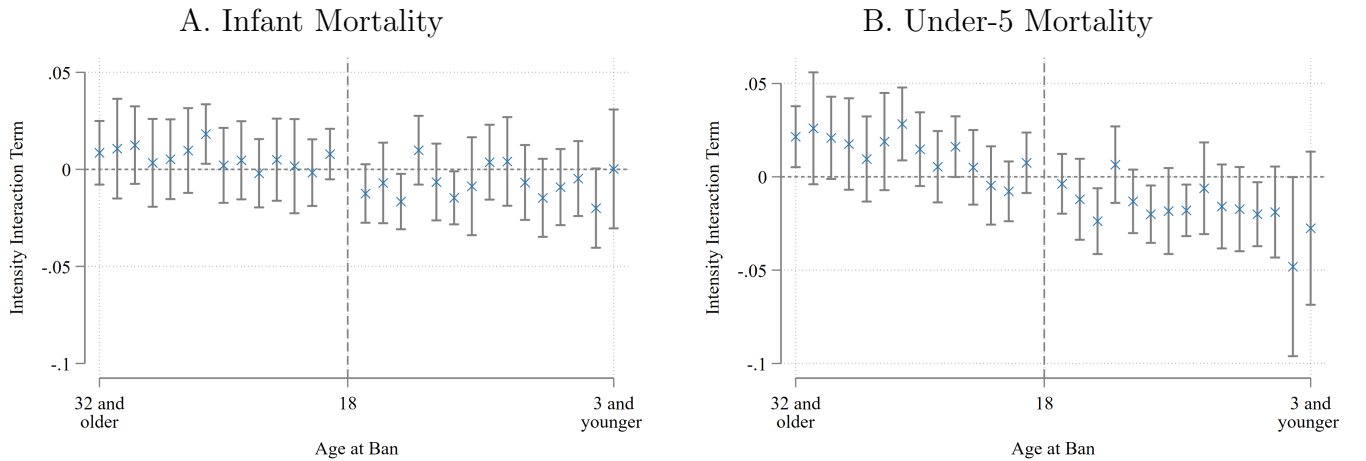 A. Infant Mortality
.05
0
-.05
-.1
Intensity Interaction Term
32 and
older
18
3 and
younger
Age at Ban
B. Under-5 Mortality
.05
0
-.05
-.1
Intensity Interaction Term
32 and
older
18
3 and
younger
Age at Ban